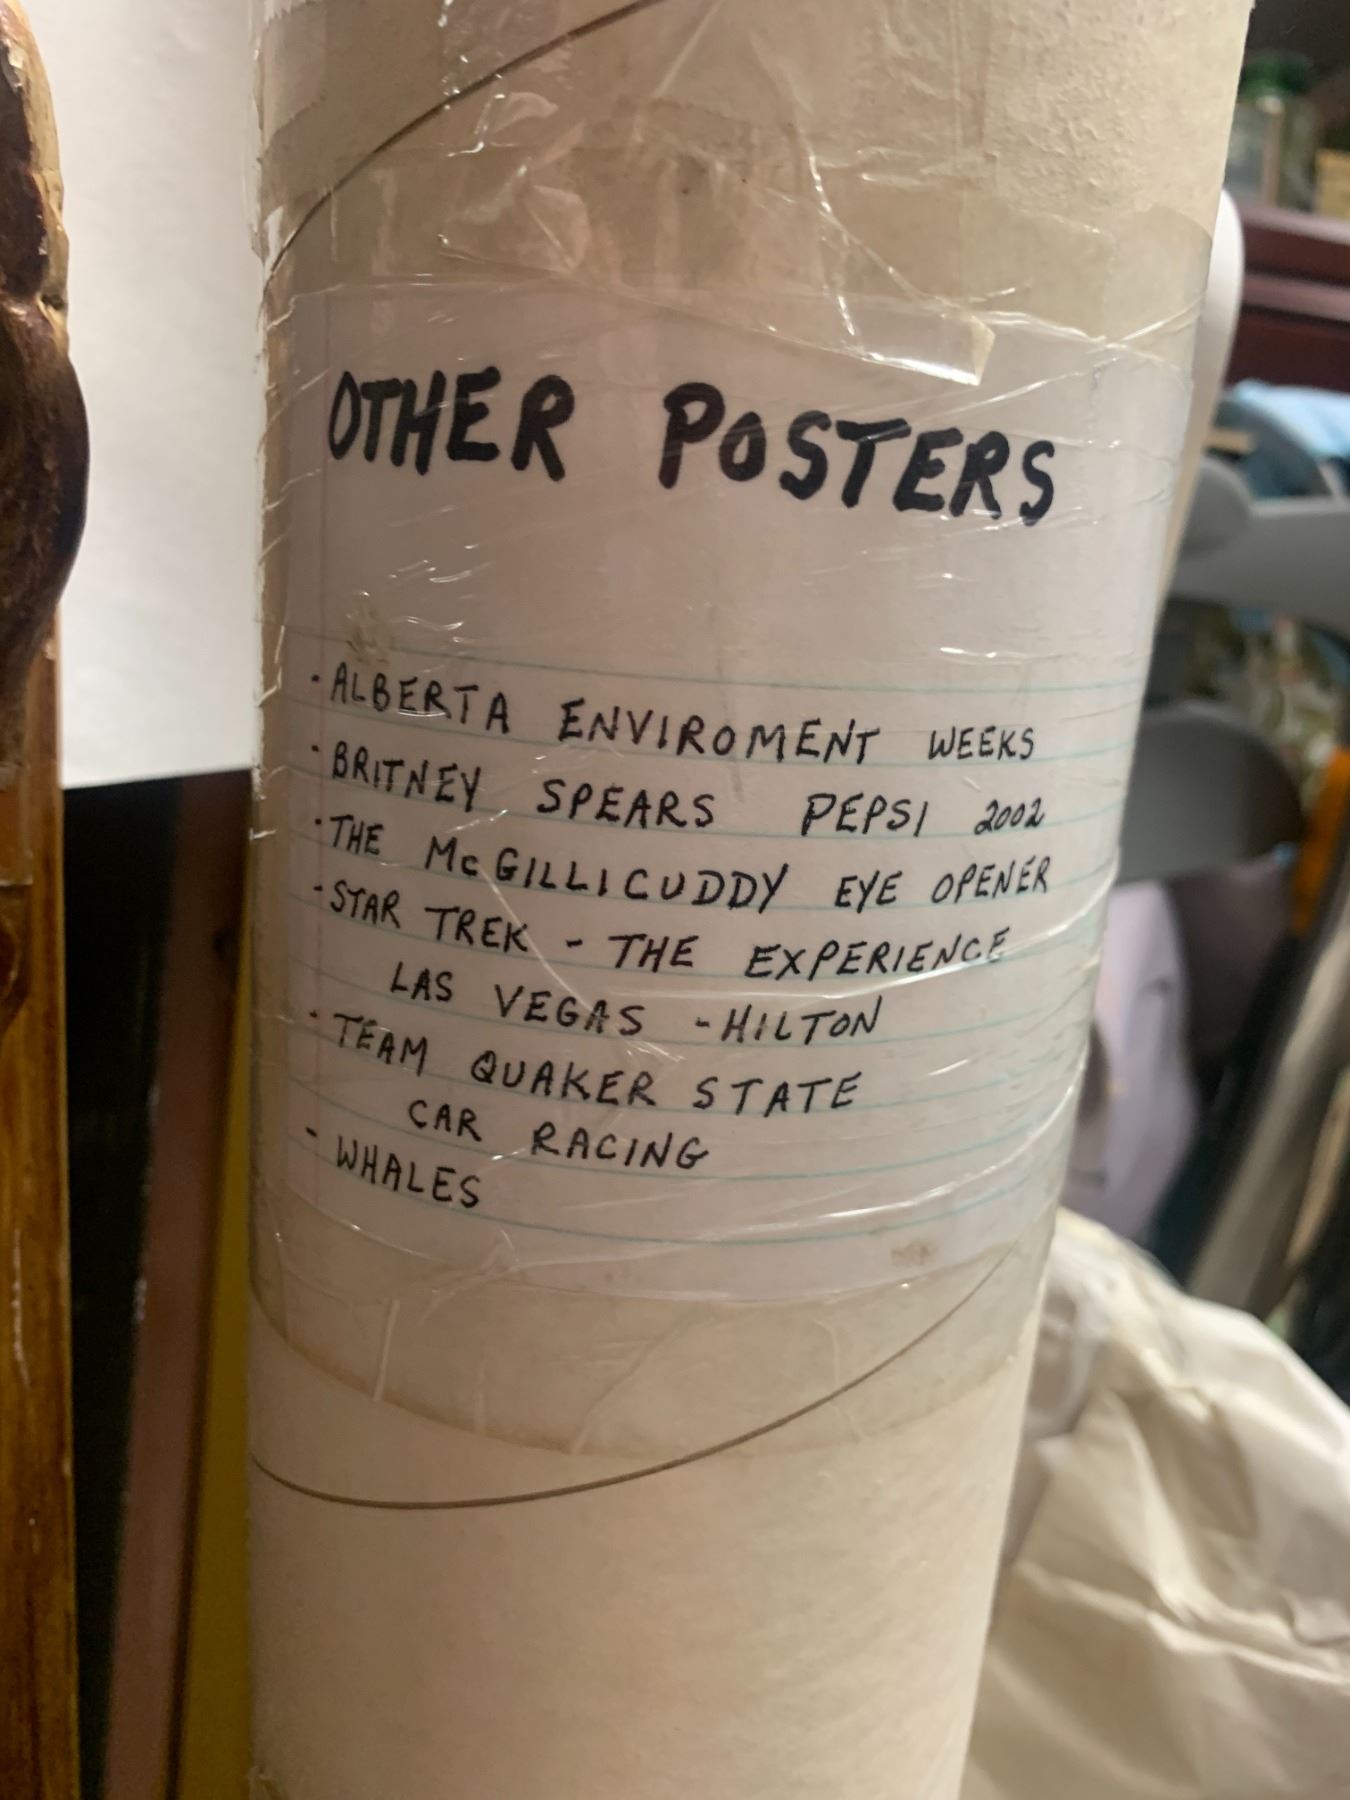 OTHER POSTERS
· ALBERTA ENVIROMENT WEEKS
· BRITNEY SPEARS PEPSI 2002
· THE McGILLICUDDY EYE OPENER
- STAR TREK - THE EXPERIENCE
LAS VEGAS - HILTON
· TEAM QUAKER STATE
CAR RACING
- WHALES